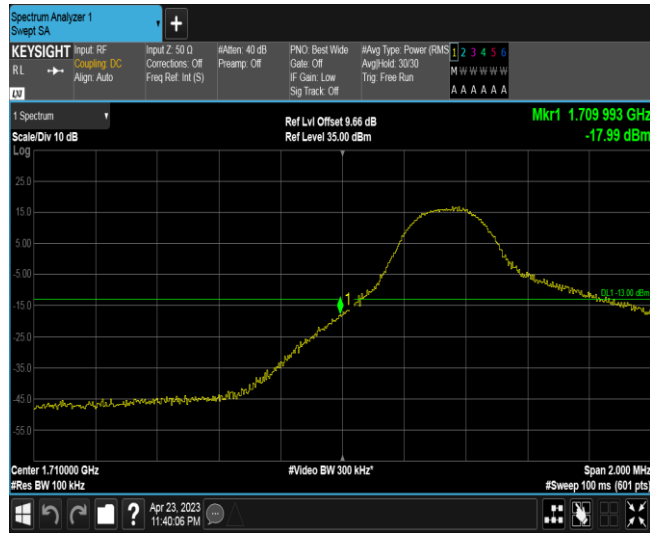 Spectrum Analyzer 1
Swept SA
+
KEYSIGHT
RL
LXI
Input: RF
Coupling: DC
Align: Auto
Input Z: 50 Ω
Corrections: Off
Freq Ref: Int (S)
#Atten: 40 dB
Preamp: Off
PNO: Best Wide
Gate: Off
IF Gain: Low
Sig Track: Off
#Avg Type: Power (RMS
Avg|Hold: 30/30
Trig: Free Run
1 2 3 4 5 6
M W W W W W
A A A A A A
1 Spectrum
Scale/Div 10 dB
Log
Ref Lvl Offset 9.66 dB
Ref Level 35.00 dBm
Mkr1 1.709 993 GHz
-17.99 dBm
25.0
15.0
5.00
-5.00
-15.0
-25.0
-35.0
-45.0
-55.0
1
DL1 -13.00 dBm
Center 1.710000 GHz
#Res BW 100 kHz
#Video BW 300 kHz*
Span 2.000 MHz
#Sweep 100 ms (601 pts)
?
Apr 23, 2023
11:40:06 PM